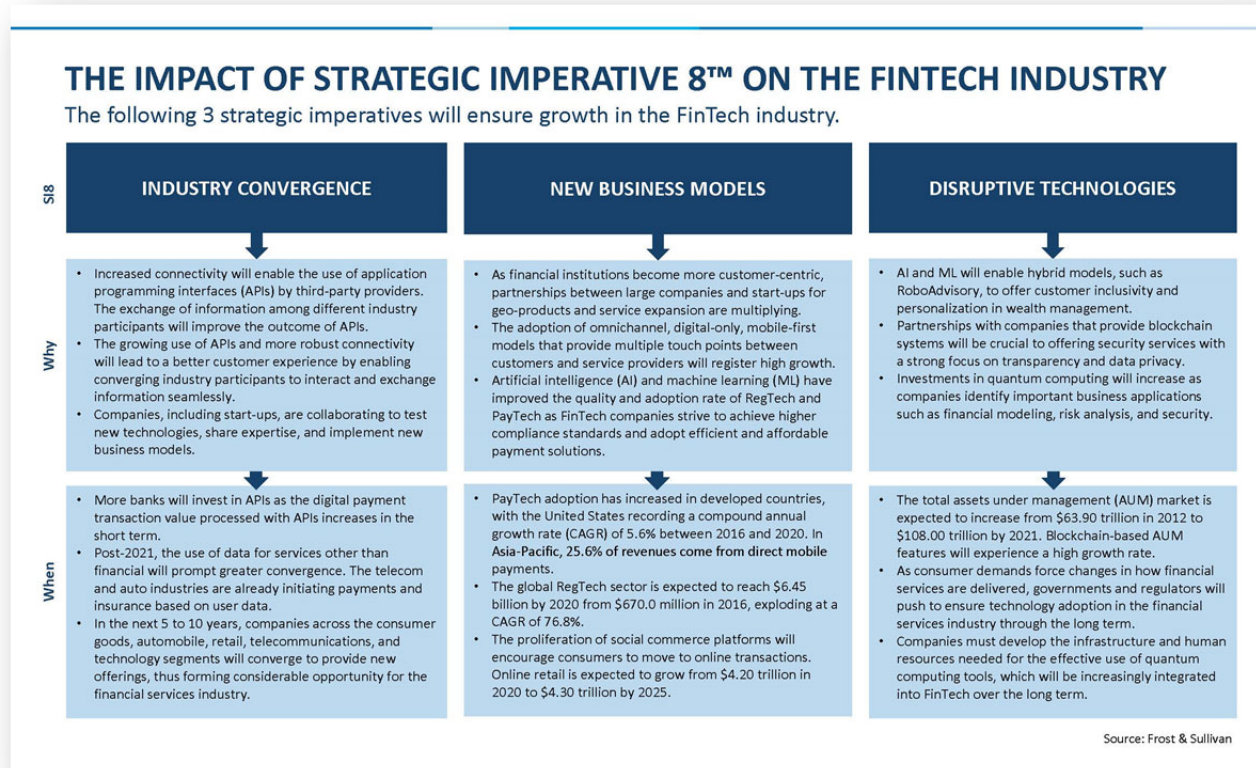 THE IMPACT OF STRATEGIC IMPERATIVE 8™ ON THE FINTECH INDUSTRY
The following 3 strategic imperatives will ensure growth in the FinTech industry.
SI8
INDUSTRY CONVERGENCE
NEW BUSINESS MODELS
DISRUPTIVE TECHNOLOGIES
Why
• Increased connectivity will enable the use of application
programming interfaces (APIs) by third-party providers.
The exchange of information among different industry
participants will improve the outcome of APIs.
• The growing use of APIs and more robust connectivity
will lead to a better customer experience by enabling
converging industry participants to interact and exchange
information seamlessly.
• Companies, including start-ups, are collaborating to test
new technologies, share expertise, and implement new
business models.
• As financial institutions become more customer-centric,
partnerships between large companies and start-ups for
geo-products and service expansion are multiplying.
• The adoption of omnichannel, digital-only, mobile-first
models that provide multiple touch points between
customers and service providers will register high growth.
• Artificial intelligence (AI) and machine learning (ML) have
improved the quality and adoption rate of RegTech and
PayTech as FinTech companies strive to achieve higher
compliance standards and adopt efficient and affordable
payment solutions.
• AI and ML will enable hybrid models, such as
RoboAdvisory, to offer customer inclusivity and
personalization in wealth management.
• Partnerships with companies that provide blockchain
systems will be crucial to offering security services with
a strong focus on transparency and data privacy.
• Investments in quantum computing will increase as
companies identify important business applications
such as financial modeling, risk analysis, and security.
When
• More banks will invest in APIs as the digital payment
transaction value processed with APIs increases in the
short term.
• Post-2021, the use of data for services other than
financial will prompt greater convergence. The telecom
and auto industries are already initiating payments and
insurance based on user data.
• In the next 5 to 10 years, companies across the consumer
goods, automobile, retail, telecommunications, and
technology segments will converge to provide new
offerings, thus forming considerable opportunity for the
financial services industry.
• PayTech adoption has increased in developed countries,
with the United States recording a compound annual
growth rate (CAGR) of 5.6% between 2016 and 2020. In
Asia-Pacific, 25.6% of revenues come from direct mobile
payments.
• The global RegTech sector is expected to reach $6.45
billion by 2020 from $670.0 million in 2016, exploding at a
CAGR of 76.8%.
• The proliferation of social commerce platforms will
encourage consumers to move to online transactions.
Online retail is expected to grow from $4.20 trillion in
2020 to $4.30 trillion by 2025.
• The total assets under management (AUM) market is
expected to increase from $63.90 trillion in 2012 to
$108.00 trillion by 2021. Blockchain-based AUM
features will experience a high growth rate.
• As consumer demands force changes in how financial
services are delivered, governments and regulators will
push to ensure technology adoption in the financial
services industry through the long term.
• Companies must develop the infrastructure and human
resources needed for the effective use of quantum
computing tools, which will be increasingly integrated
into FinTech over the long term.
Source: Frost & Sullivan